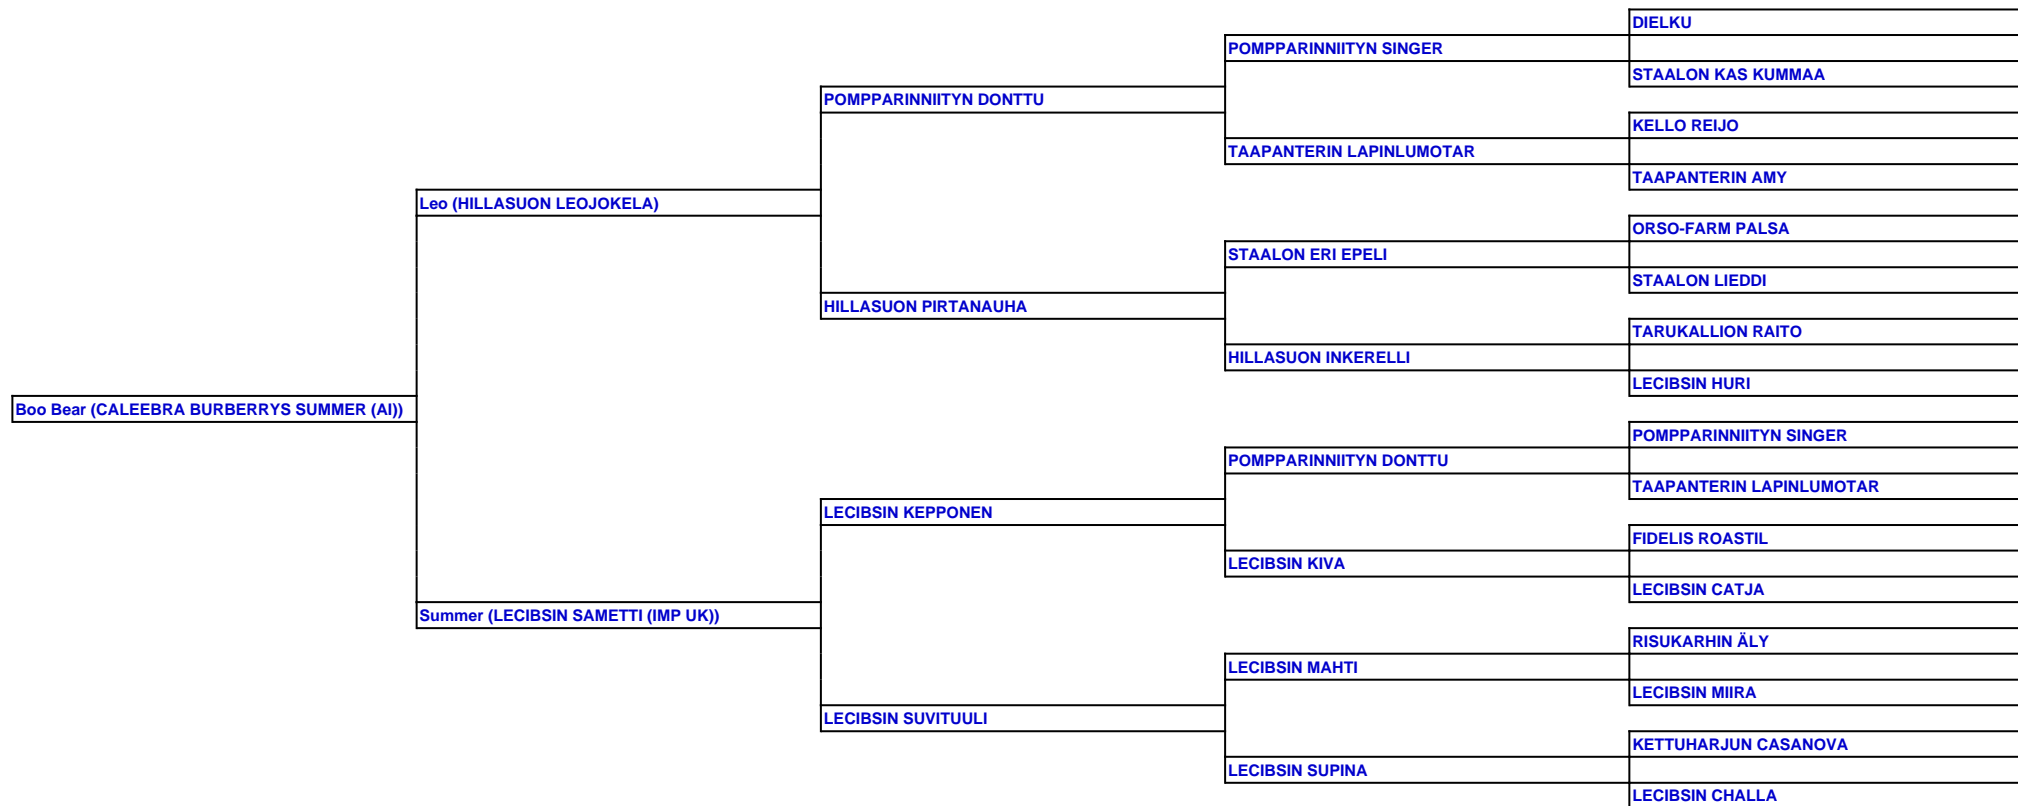 DIELKU
POMPPARINNIITYN SINGER
STAALON KAS KUMMAA
POMPPARINNIITYN DONTTU
KELLO REIJO
TAAPANTERIN LAPINLUMOTAR
TAAPANTERIN AMY
Leo (HILLASUON LEOJOKELA)
ORSO-FARM PALSA
STAALON ERI EPELI
STAALON LIEDDI
HILLASUON PIRTANAUHA
TARUKALLION RAITO
HILLASUON INKERELLI
LECIBSIN HURI
Boo Bear (CALEEBRA BURBERRYS SUMMER (AI))
POMPPARINNIITYN SINGER
POMPPARINNIITYN DONTTU
TAAPANTERIN LAPINLUMOTAR
LECIBSIN KEPPONEN
FIDELIS ROASTIL
LECIBSIN KIVA
LECIBSIN CATJA
Summer (LECIBSIN SAMETTI (IMP UK))
RISUKARHIN ÄLY
LECIBSIN MAHTI
LECIBSIN MIIRA
LECIBSIN SUVITUULI
KETTUHARJUN CASANOVA
LECIBSIN SUPINA
LECIBSIN CHALLA